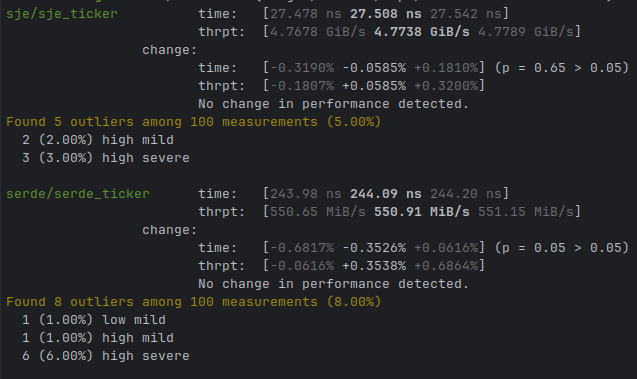 sje/sje_ticker time: [27.478 ns 27.508 ns 27.542 ns]
thrpt: [4.7678 GiB/s 4.7738 GiB/s 4.7789 GiB/s]
change:
time: [-0.3190% -0.0585% +0.1810%] (p = 0.65 > 0.05)
thrpt: [-0.1807% +0.0585% +0.3200%]
No change in performance detected.
Found 5 outliers among 100 measurements (5.00%)
2 (2.00%) high mild
3 (3.00%) high severe
serde/serde_ticker time: [243.98 ns 244.09 ns 244.20 ns]
thrpt: [550.65 MiB/s 550.91 MiB/s 551.15 MiB/s]
change:
time: [-0.6817% -0.3526% +0.0616%] (p = 0.05 > 0.05)
thrpt: [-0.0616% +0.3538% +0.6864%]
No change in performance detected.
Found 8 outliers among 100 measurements (8.00%)
1 (1.00%) low mild
1 (1.00%) high mild
6 (6.00%) high severe